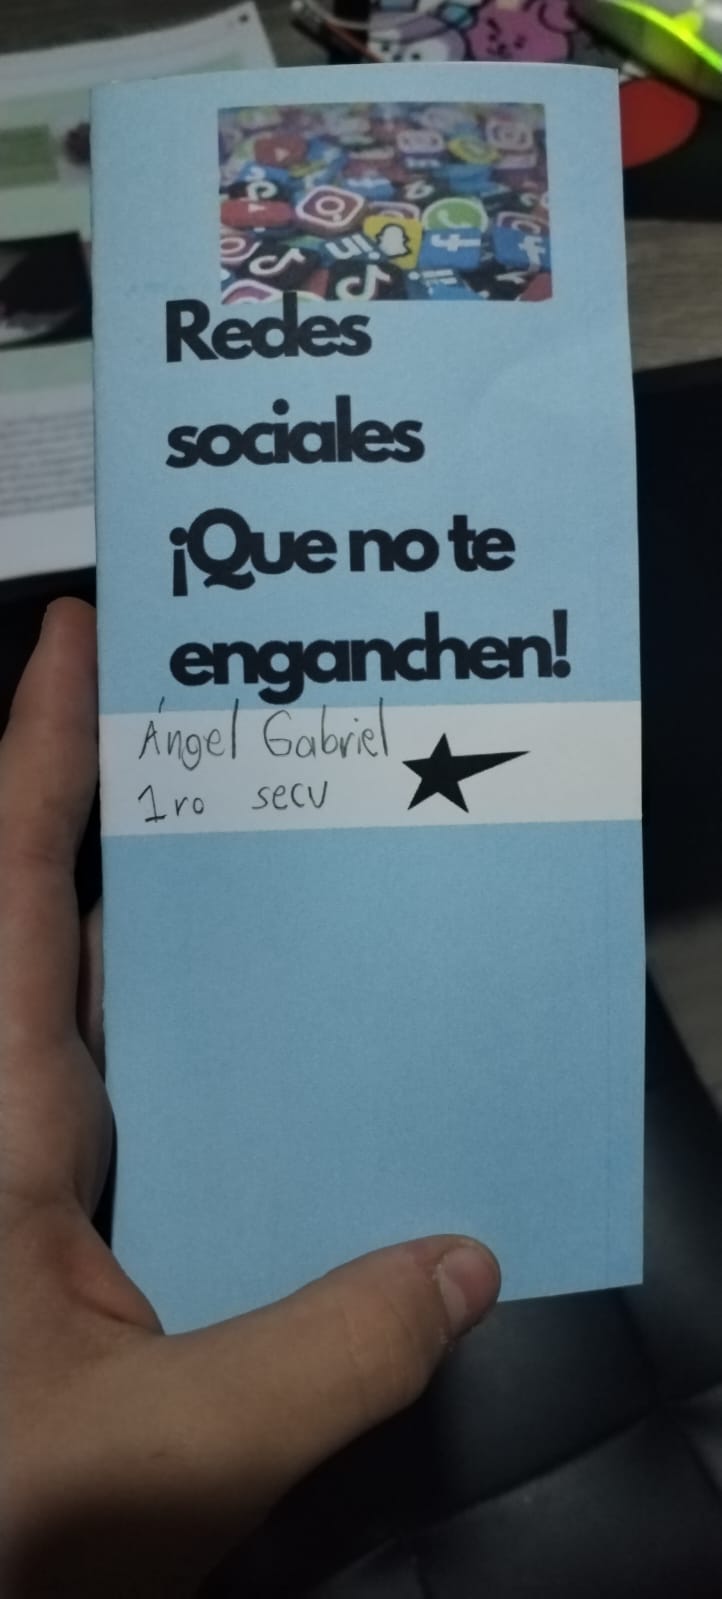 Redes
sociales
¡Que no te
enganchen!
Ángel Gabriel
1ro secu